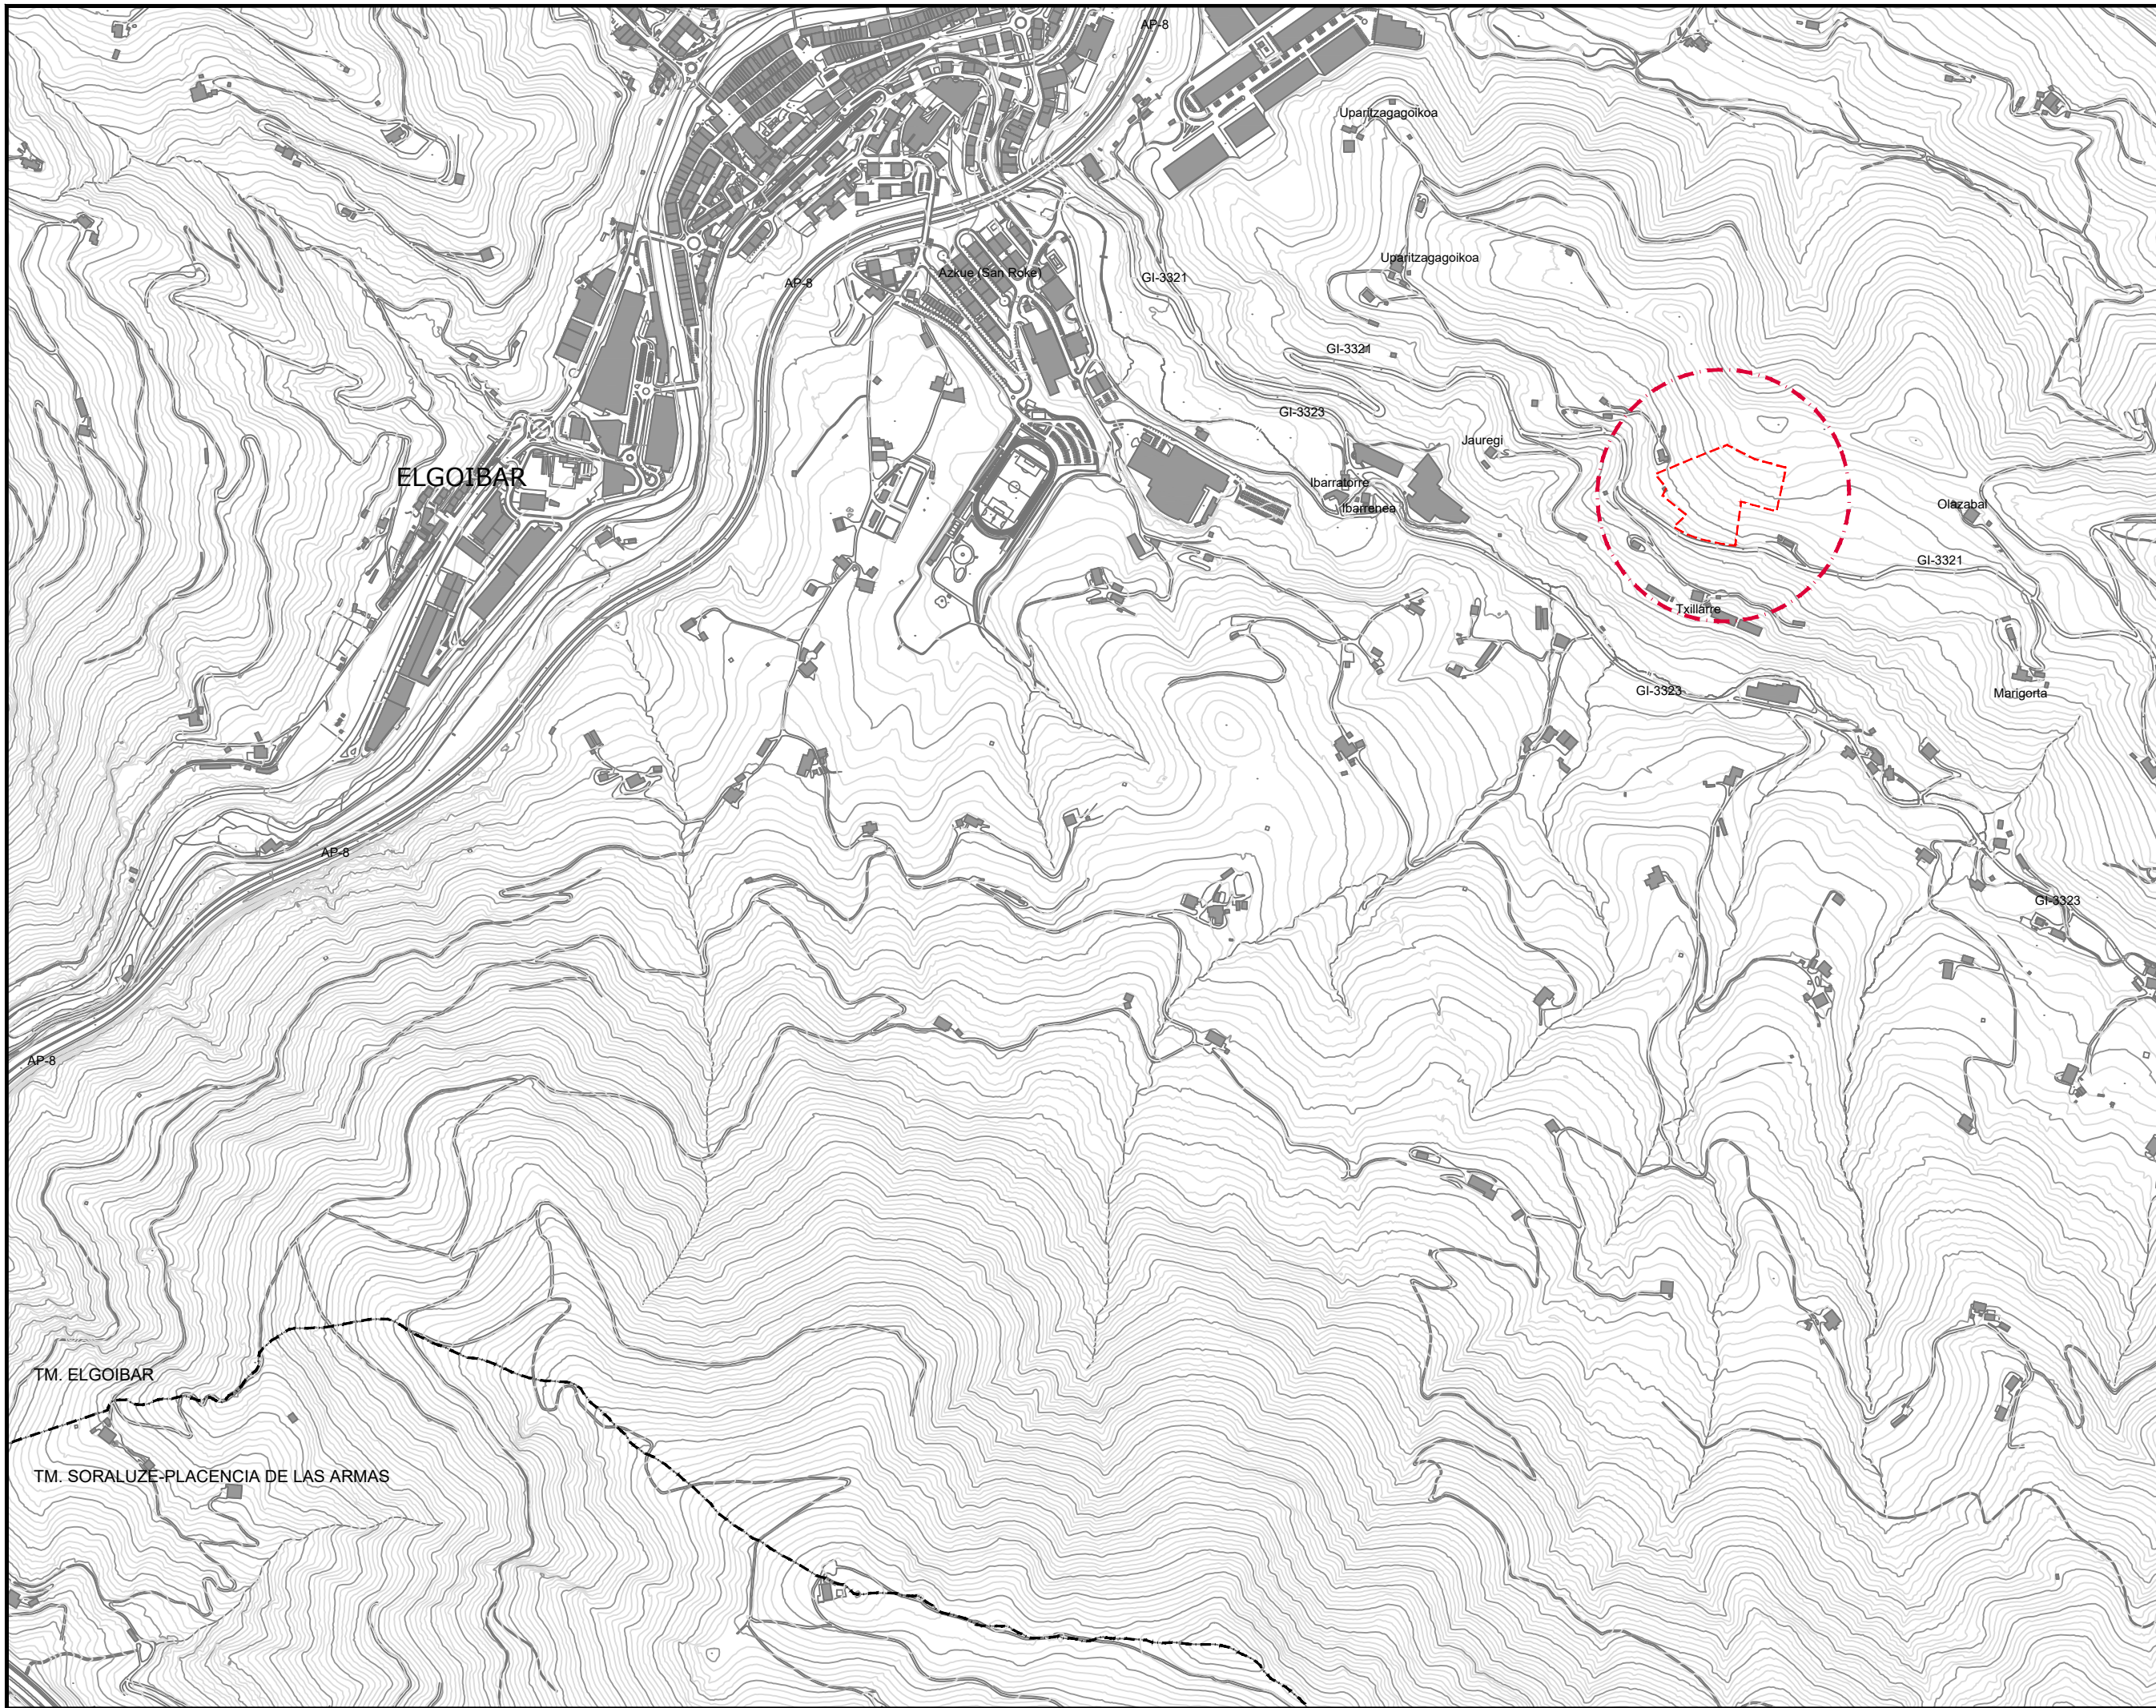 AP-8
Uparitzagagoikoa
Uparitzagagoikoa
Azkue (San Roke)
GI-3321
AP-8
GI-3321
GI-3323
Jauregi
ELGOIBAR
Ibarratorre
Ibarrenea
Olazabal
GI-3321
Txillarre
GI-3323
Marigorta
AP-8
GI-3323
AP-8
TM. ELGOIBAR
TM. SORALUZE-PLACENCIA DE LAS ARMAS